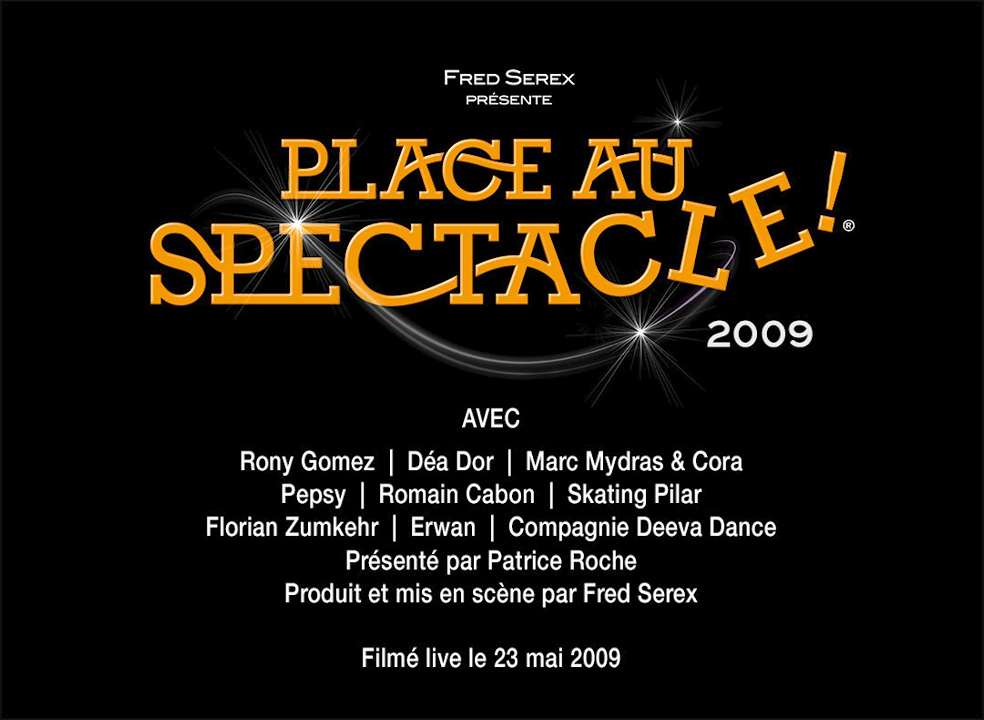 FRED SEREX
PRÉSENTE
PLACE AU
SPECTACLE!®
2009
AVEC
Rony Gomez | Déa Dor | Marc Mydras & Cora
Pepsy | Romain Cabon | Skating Pilar
Florian Zumkehr | Erwan | Compagnie Deeva Dance
Présenté par Patrice Roche
Produit et mis en scène par Fred Serex
Filmé live le 23 mai 2009